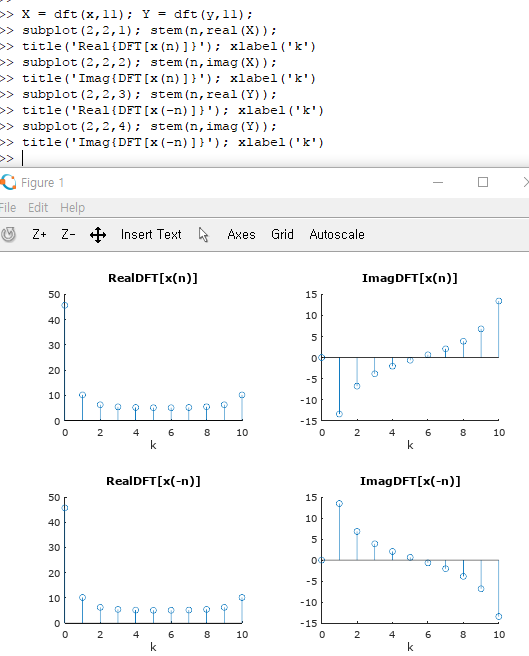 >> X = dft(x,11); Y = dft(y,11);
>> subplot(2,2,1); stem(n,real(X));
>> title('Real{DFT[x(n)]}'); xlabel('k')
>> subplot(2,2,2); stem(n,imag(X));
>> title('Imag{DFT[x(n)]}'); xlabel('k')
>> subplot(2,2,3); stem(n,real(Y));
>> title('Real{DFT[x(-n)]}'); xlabel('k')
>> subplot(2,2,4); stem(n,imag(Y));
>> title('Imag{DFT[x(-n)]}'); xlabel('k')
>>
Figure 1
File Edit Help
Z+ Z- Insert Text Axes Grid Autoscale
RealDFT[x(n)]
50
40
30
20
10
0
0 2 4 6 8 10
k
ImagDFT[x(n)]
15
10
5
0
-5
-10
-15
0 2 4 6 8 10
k
RealDFT[x(-n)]
50
40
30
20
10
0
0 2 4 6 8 10
k
ImagDFT[x(-n)]
15
10
5
0
-5
-10
-15
0 2 4 6 8 10
k